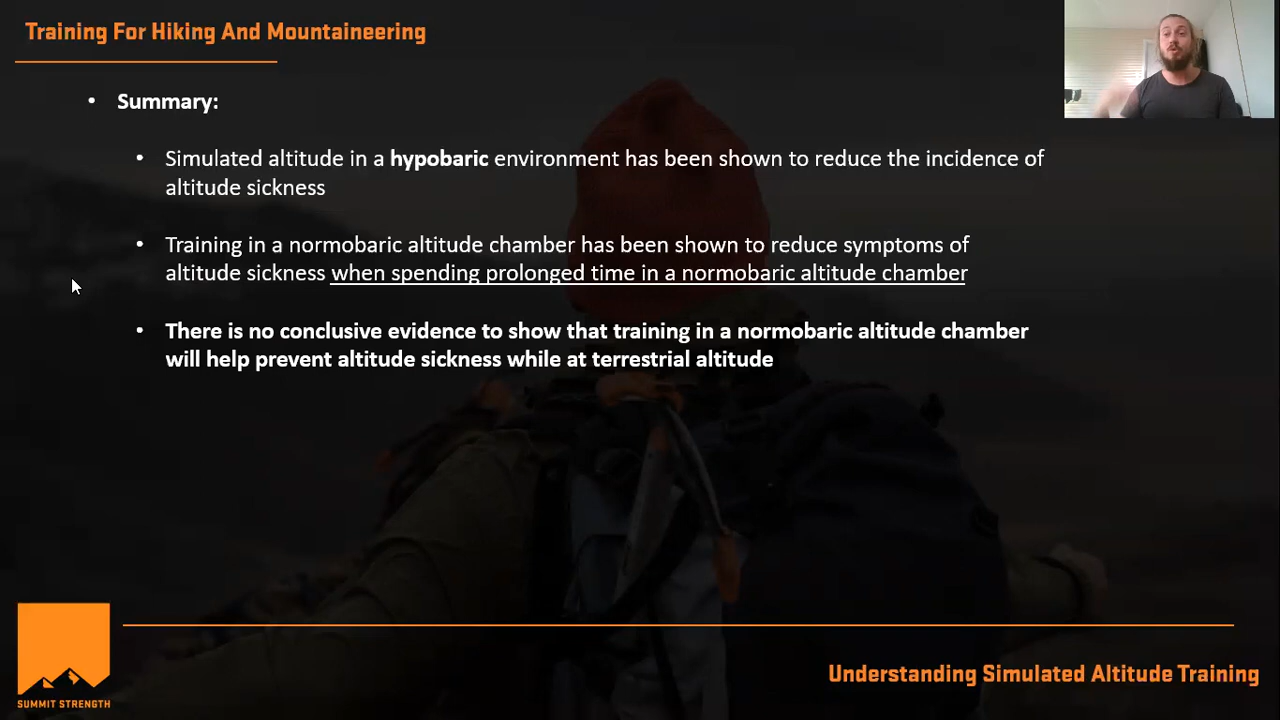 Training For Hiking And Mountaineering
• Summary:
• Simulated altitude in a hypobaric environment has been shown to reduce the incidence of
altitude sickness
• Training in a normobaric altitude chamber has been shown to reduce symptoms of
altitude sickness when spending prolonged time in a normobaric altitude chamber
• There is no conclusive evidence to show that training in a normobaric altitude chamber
will help prevent altitude sickness while at terrestrial altitude
SUMMIT STRENGTH
Understanding Simulated Altitude Training